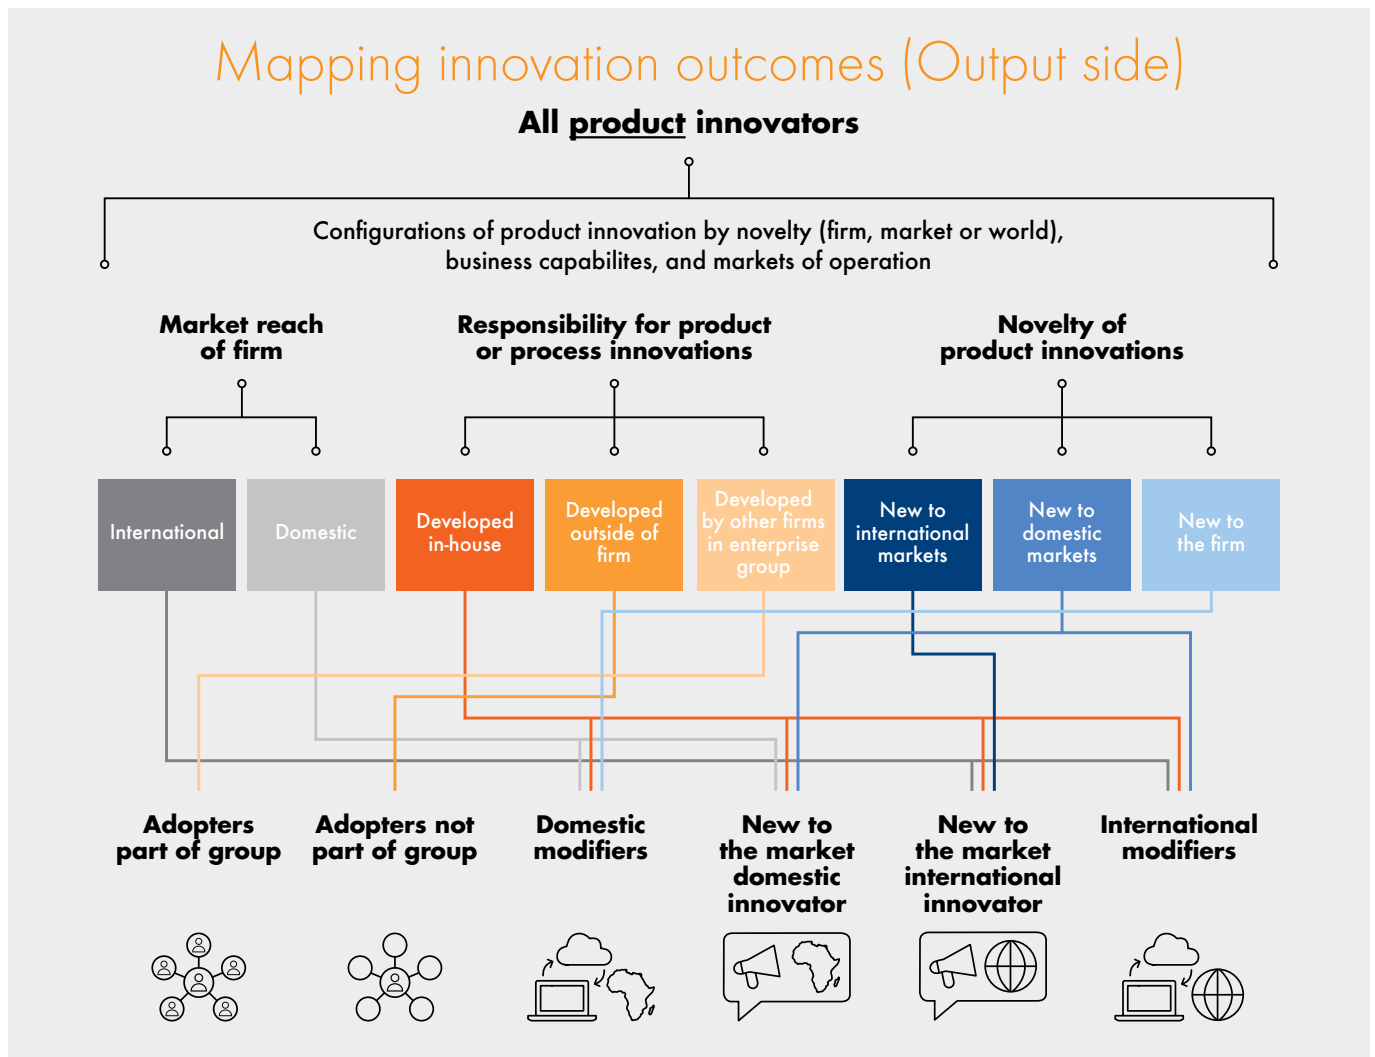 Mapping innovation outcomes (Output side)
All product innovators
Configurations of product innovation by novelty (firm, market or world),
business capabilites, and markets of operation
Market reach
of firm
Responsibility for product
or process innovations
Novelty of
product innovations
International
Domestic
Developed
in-house
Developed
outside of
firm
Developed
by other firms
in enterprise
group
New to
international
markets
New to
domestic
markets
New to
the firm
Adopters
part of group
Adopters not
part of group
Domestic
modifiers
New to
the market
domestic
innovator
New to
the market
international
innovator
International
modifiers